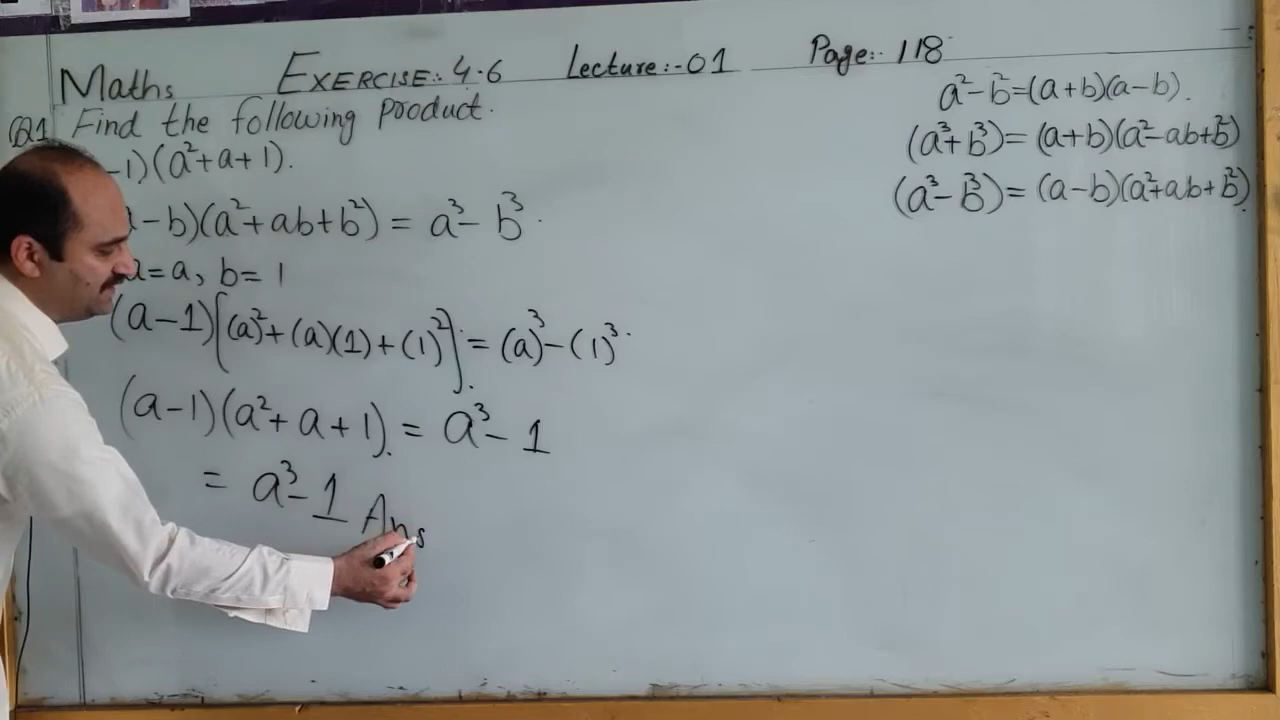 Maths EXERCISE:. 4.6 Lecture:-01 Page:. 118
Q1 Find the following product.
-1)(a²+a+1).
-b)(a²+ab+b²) = a³-b³.
a=a, b=1
(a-1)[(a)²+(a)(1)+(1)²] = (a)³-(1)³.
(a-1)(a²+a+1) = a³-1
= a³-1 Ans
a²-b²=(a+b)(a-b).
(a³+b³)=(a+b)(a²-ab+b²)
(a³-b³)=(a-b)(a²+ab+b²)